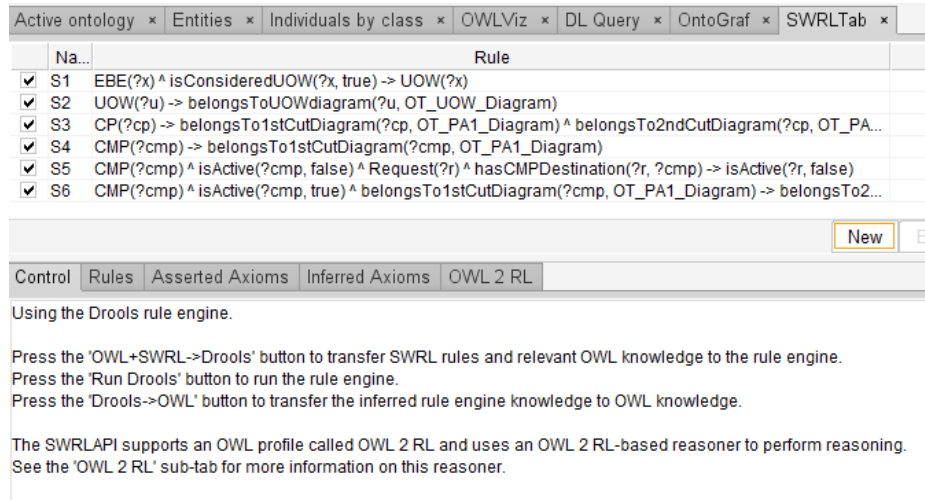 Active ontology × Entities × Individuals by class × OWLViz × DL Query × OntoGraf × SWRLTab ×
Na... Rule
S1 EBE(?x) ^ isConsideredUOW(?x, true) -> UOW(?x)
S2 UOW(?u) -> belongsToUOWdiagram(?u, OT_UOW_Diagram)
S3 CP(?cp) -> belongsTo1stCutDiagram(?cp, OT_PA1_Diagram) ^ belongsTo2ndCutDiagram(?cp, OT_PA...
S4 CMP(?cmp) -> belongsTo1stCutDiagram(?cmp, OT_PA1_Diagram)
S5 CMP(?cmp) ^ isActive(?cmp, false) ^ Request(?r) ^ hasCMPDestination(?r, ?cmp) -> isActive(?r, false)
S6 CMP(?cmp) ^ isActive(?cmp, true) ^ belongsTo1stCutDiagram(?cmp, OT_PA1_Diagram) -> belongsTo2...
New E
Control Rules Asserted Axioms Inferred Axioms OWL 2 RL
Using the Drools rule engine.
Press the 'OWL+SWRL->Drools' button to transfer SWRL rules and relevant OWL knowledge to the rule engine.
Press the 'Run Drools' button to run the rule engine.
Press the 'Drools->OWL' button to transfer the inferred rule engine knowledge to OWL knowledge.
The SWRLAPI supports an OWL profile called OWL 2 RL and uses an OWL 2 RL-based reasoner to perform reasoning.
See the 'OWL 2 RL' sub-tab for more information on this reasoner.